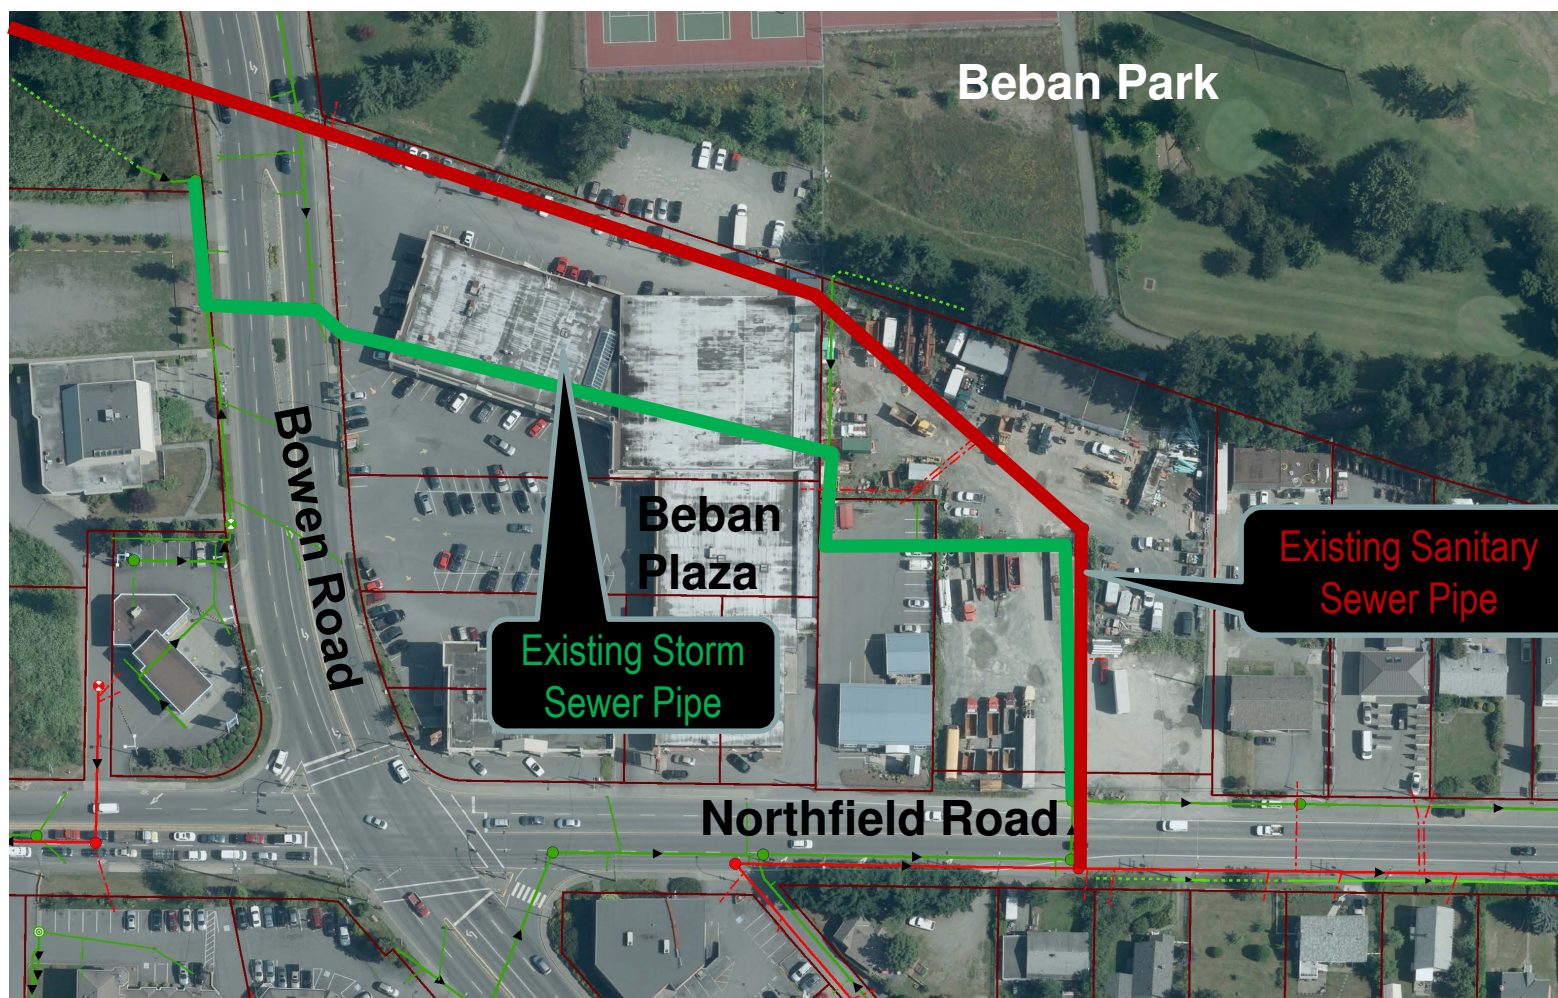 Beban Park
Bowen Road
Beban
Plaza
Existing Sanitary
Sewer Pipe
Existing Storm
Sewer Pipe
Northfield Road